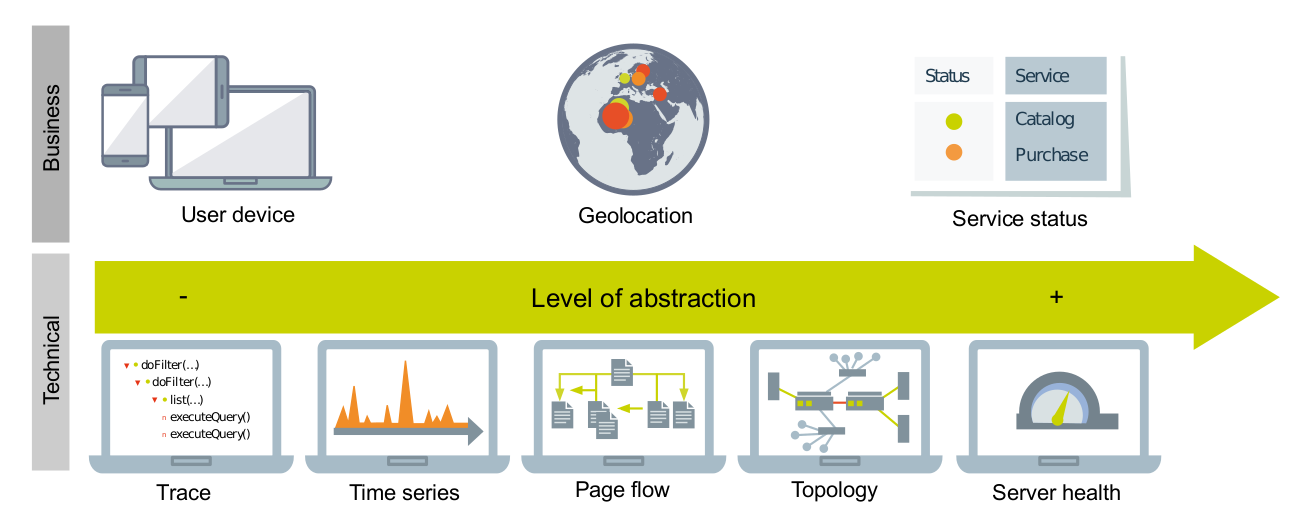 Business
User device
Geolocation
Status Service
Catalog
Purchase
Service status
- Level of abstraction +
Technical
doFilter(...)
doFilter(...)
list(...)
n executeQuery()
n executeQuery()
Trace
Time series
Page flow
Topology
Server health